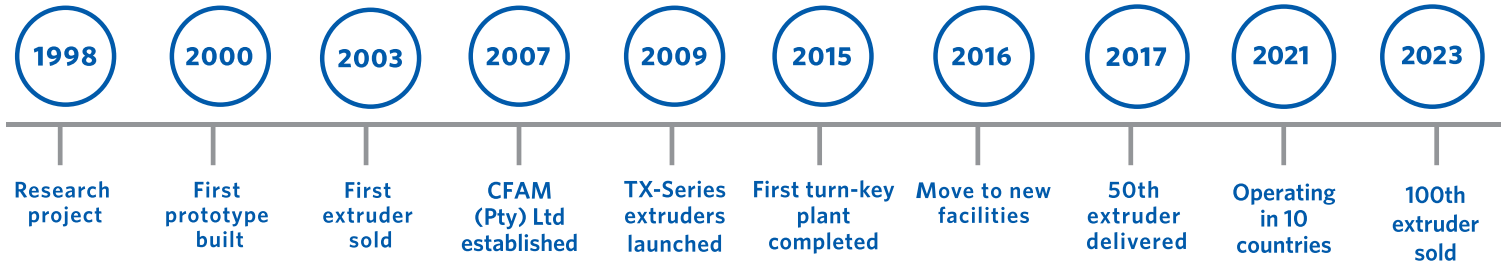 1998
Research
project
2000
First
prototype
built
2003
First
extruder
sold
2007
CFAM
(Pty) Ltd
established
2009
TX-Series
extruders
launched
2015
First turn-key
plant
completed
2016
Move to new
facilities
2017
50th
extruder
delivered
2021
Operating
in 10
countries
2023
100th
extruder
sold